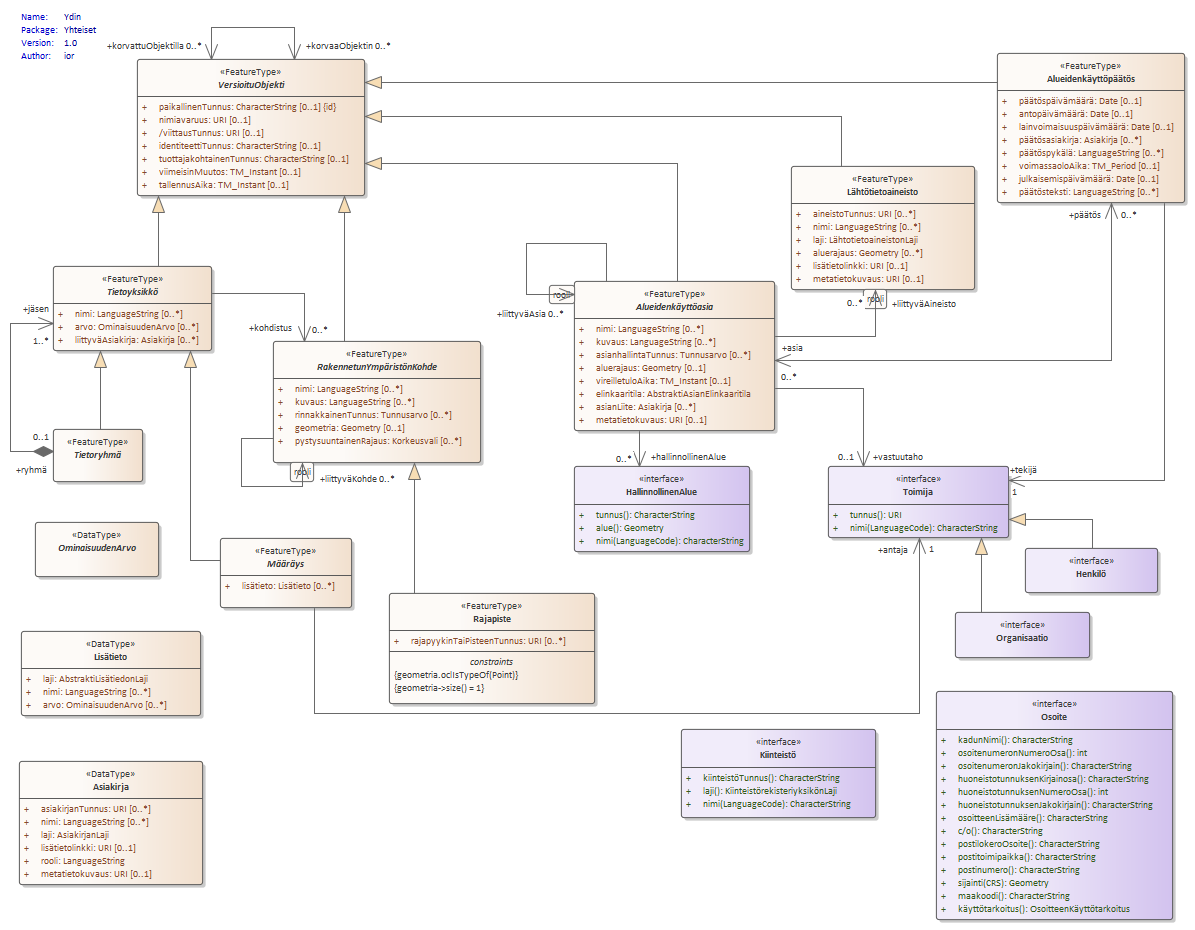 Name: Ydin
Package: Yhteiset
Version: 1.0
Author: ior
+korvattuObjektilla 0..*
+korvaaObjektin 0..*
«FeatureType»
VersioituObjekti
+ paikallinenTunnus: CharacterString [0..1] {id}
+ nimiavaruus: URI [0..1]
+ /viittausTunnus: URI [0..1]
+ identiteettiTunnus: CharacterString [0..1]
+ tuottajakohtainenTunnus: CharacterString [0..1]
+ viimeisinMuutos: TM_Instant [0..1]
+ tallennusAika: TM_Instant [0..1]
«FeatureType»
Alueidenkäyttöpäätös
+ päätöspäivämäärä: Date [0..1]
+ antopäivämäärä: Date [0..1]
+ lainvoimaisuuspäivämäärä: Date [0..1]
+ päätösasiakirja: Asiakirja [0..*]
+ päätöspykälä: LanguageString [0..*]
+ voimassaoloAika: TM_Period [0..1]
+ julkaisemispäivämäärä: Date [0..1]
+ päätösteksti: LanguageString [0..*]
+päätös 0..*
«FeatureType»
Lähtötietoaineisto
+ aineistoTunnus: URI [0..*]
+ nimi: LanguageString [0..*]
+ laji: LähtotietoaineistonLaji
+ aluerajaus: Geometry [0..*]
+ lisätietolinkki: URI [0..1]
+ metatietokuvaus: URI [0..1]
0..*
rooli
+liittyväAineisto
«FeatureType»
Tietoyksikkö
+ nimi: LanguageString [0..*]
+ arvo: OminaisuudenArvo [0..*]
+ liittyväAsiakirja: Asiakirja [0..*]
+jäsen
1..*
+kohdistus
0..*
rooli
+liittyväAsia 0..*
«FeatureType»
Alueidenkäyttöasia
+ nimi: LanguageString [0..*]
+ kuvaus: LanguageString [0..*]
+ asianhallintaTunnus: Tunnusarvo [0..*]
+ aluerajaus: Geometry [0..1]
+ vireilletuloAika: TM_Instant [0..1]
+ elinkaaritila: AbstraktiAsianElinkaaritila
+ asianLiite: Asiakirja [0..*]
+ metatietokuvaus: URI [0..1]
+asia
0..*
«FeatureType»
RakennetunYmpäristönKohde
+ nimi: LanguageString [0..*]
+ kuvaus: LanguageString [0..*]
+ rinnakkainenTunnus: Tunnusarvo [0..*]
+ geometria: Geometry [0..1]
+ pystysuuntainenRajaus: Korkeusvali [0..*]
rooli
+liittyväKohde 0..*
0..1
+ryhmä
«FeatureType»
Tietoryhmä
0..*
+hallinnollinenAlue
0..1
+vastuutaho
+tekijä
1
«interface»
HallinnollinenAlue
+ tunnus(): CharacterString
+ alue(): Geometry
+ nimi(LanguageCode): CharacterString
«interface»
Toimija
+ tunnus(): URI
+ nimi(LanguageCode): CharacterString
+antaja 1
«DataType»
OminaisuudenArvo
«FeatureType»
Määräys
+ lisätieto: Lisätieto [0..*]
«interface»
Henkilö
«interface»
Organisaatio
«FeatureType»
Rajapiste
+ rajapyykinTaiPisteenTunnus: URI [0..*]
constraints
{geometria.oclIsTypeOf(Point)}
{geometria->size() = 1}
«DataType»
Lisätieto
+ laji: AbstraktiLisätiedonLaji
+ nimi: LanguageString [0..*]
+ arvo: OminaisuudenArvo [0..*]
«DataType»
Asiakirja
+ asiakirjanTunnus: URI [0..*]
+ nimi: LanguageString [0..*]
+ laji: AsiakirjanLaji
+ lisätietolinkki: URI [0..1]
+ rooli: LanguageString
+ metatietokuvaus: URI [0..1]
«interface»
Kiinteistö
+ kiinteistöTunnus(): CharacterString
+ laji(): KiinteistörekisteriyksikönLaji
+ nimi(LanguageCode): CharacterString
«interface»
Osoite
+ kadunNimi(): CharacterString
+ osoitenumeronNumeroOsa(): int
+ osoitenumeronJakokirjain(): CharacterString
+ huoneistotunnuksenKirjainosa(): CharacterString
+ huoneistotunnuksenNumeroOsa(): int
+ huoneistotunnuksenJakokirjain(): CharacterString
+ osoitteenLisämääre(): CharacterString
+ c/o(): CharacterString
+ postilokeroOsoite(): CharacterString
+ postitoimipaikka(): CharacterString
+ postinumero(): CharacterString
+ sijainti(CRS): Geometry
+ maakoodi(): CharacterString
+ käyttötarkoitus(): OsoitteenKäyttötarkoitus